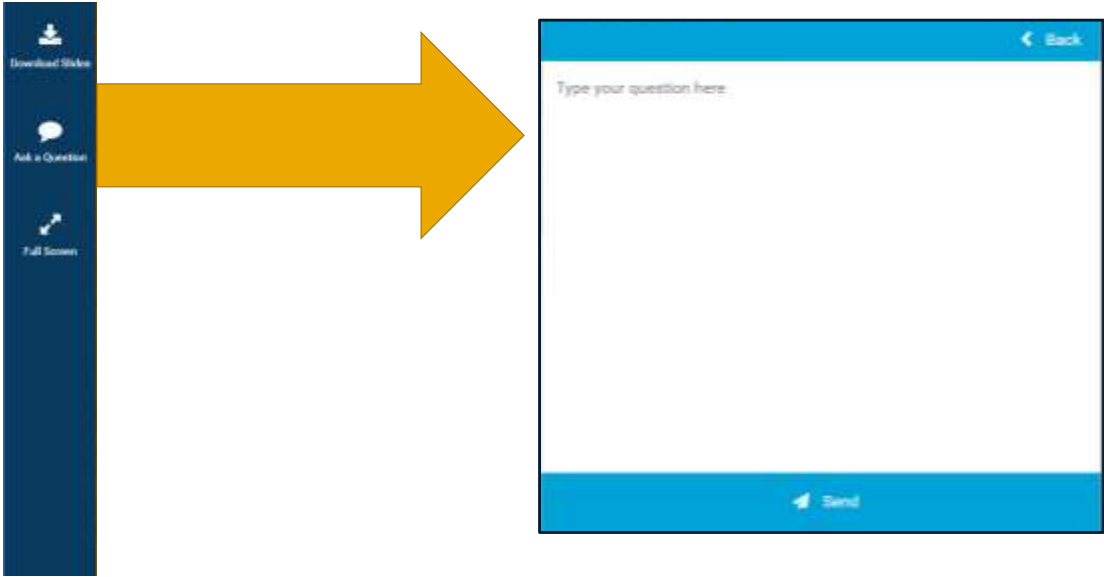 Download Slides
Ask a Question
Full Screen
Back
Type your question here
Send